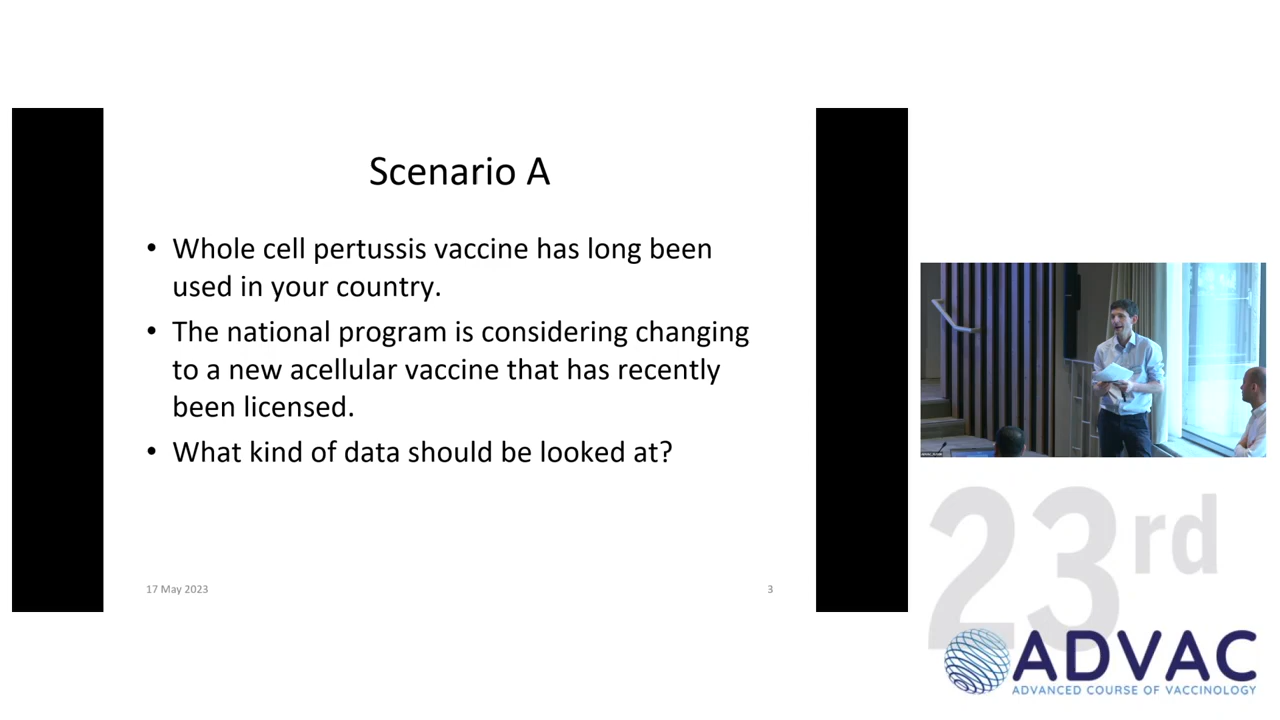 Scenario A
• Whole cell pertussis vaccine has long been
used in your country.
• The national program is considering changing
to a new acellular vaccine that has recently
been licensed.
• What kind of data should be looked at?
17 May 2023
3
23rd
ADVAC
ADVANCED COURSE OF VACCINOLOGY